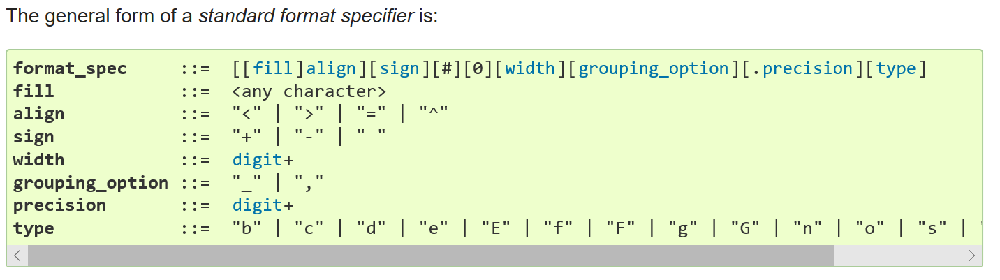 The general form of a standard format specifier is:
format_spec ::= [[fill]align][sign][#][0][width][grouping_option][.precision][type]
fill ::= <any character>
align ::= "<" | ">" | "=" | "^"
sign ::= "+" | "-" | " "
width ::= digit+
grouping_option ::= "_" | ","
precision ::= digit+
type ::= "b" | "c" | "d" | "e" | "E" | "f" | "F" | "g" | "G" | "n" | "o" | "s" |